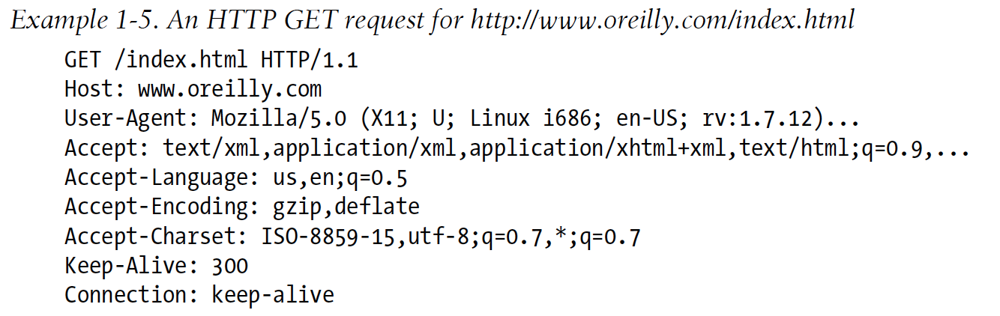 Example 1-5. An HTTP GET request for http://www.oreilly.com/index.html
GET /index.html HTTP/1.1
Host: www.oreilly.com
User-Agent: Mozilla/5.0 (X11; U; Linux i686; en-US; rv:1.7.12)...
Accept: text/xml,application/xml,application/xhtml+xml,text/html;q=0.9,...
Accept-Language: us,en;q=0.5
Accept-Encoding: gzip,deflate
Accept-Charset: ISO-8859-15,utf-8;q=0.7,*;q=0.7
Keep-Alive: 300
Connection: keep-alive